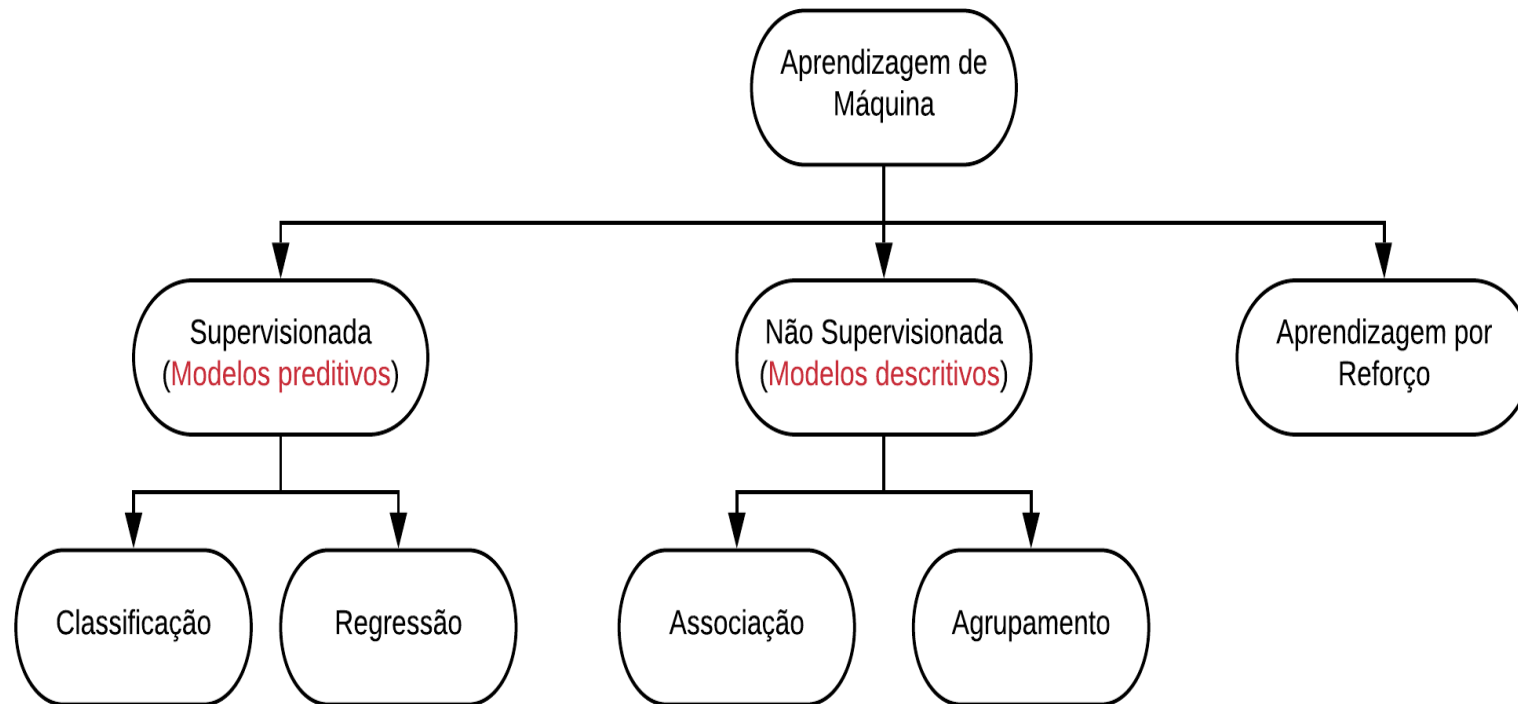 Aprendizagem de
Máquina
Supervisionada
(Modelos preditivos)
Não Supervisionada
(Modelos descritivos)
Aprendizagem por
Reforço
Classificação
Regressão
Associação
Agrupamento